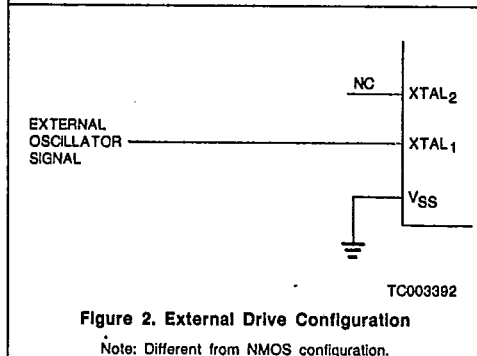 NC
XTAL2
EXTERNAL
OSCILLATOR
SIGNAL
XTAL1
VSS
TC003392
Figure 2. External Drive Configuration
Note: Different from NMOS configuration.